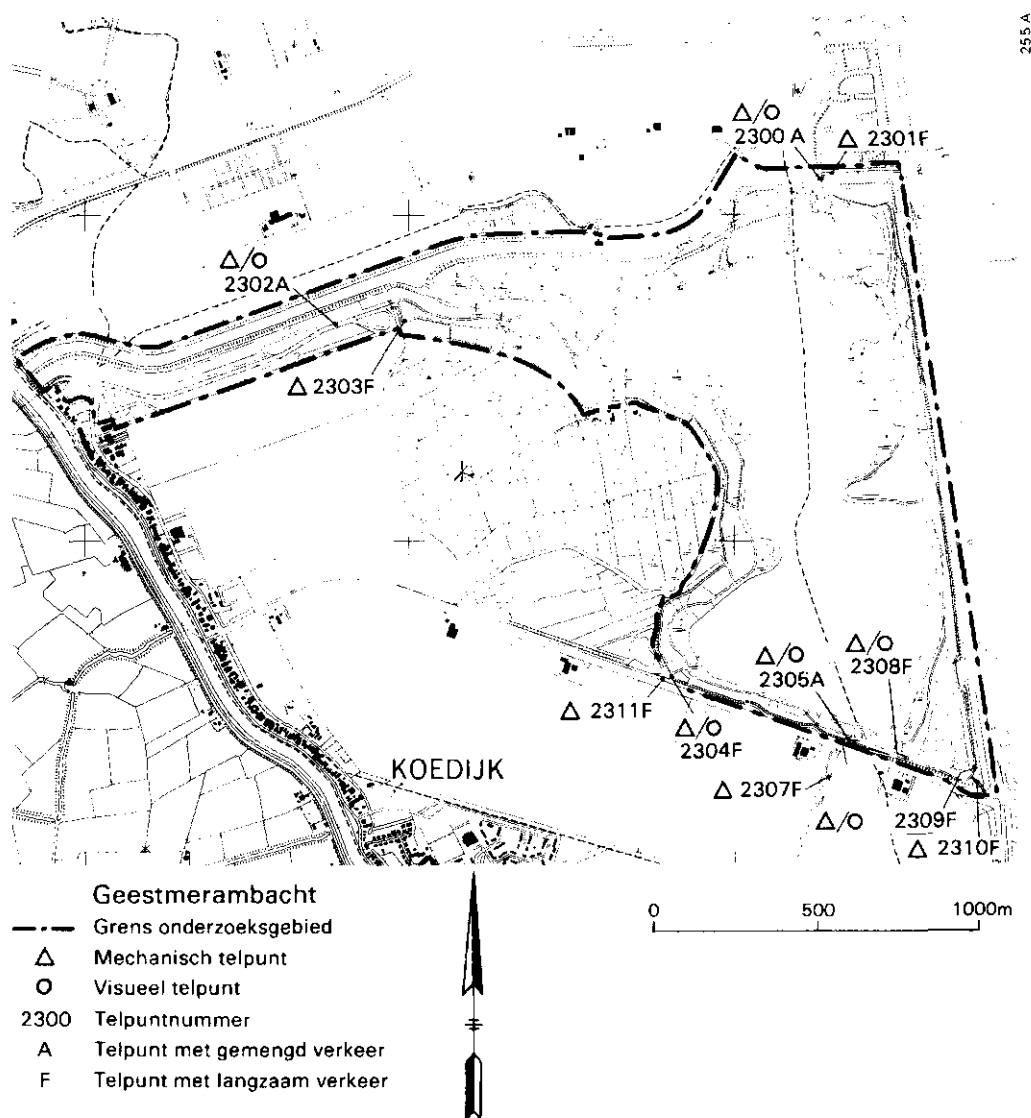 255 A
△/O
2300 A
△ 2301F
△/O
2302A
△ 2303F
△/O
2305A
△/O
2308F
△ 2311F
△/O
2304F
KOEDIJK
△ 2307F
△/O
2309F
△ 2310F
Geestmerambacht
Grens onderzoeksgebied
△ Mechanisch telpunt
O Visueel telpunt
2300 Telpuntnummer
A Telpunt met gemengd verkeer
F Telpunt met langzaam verkeer
0 500 1000m